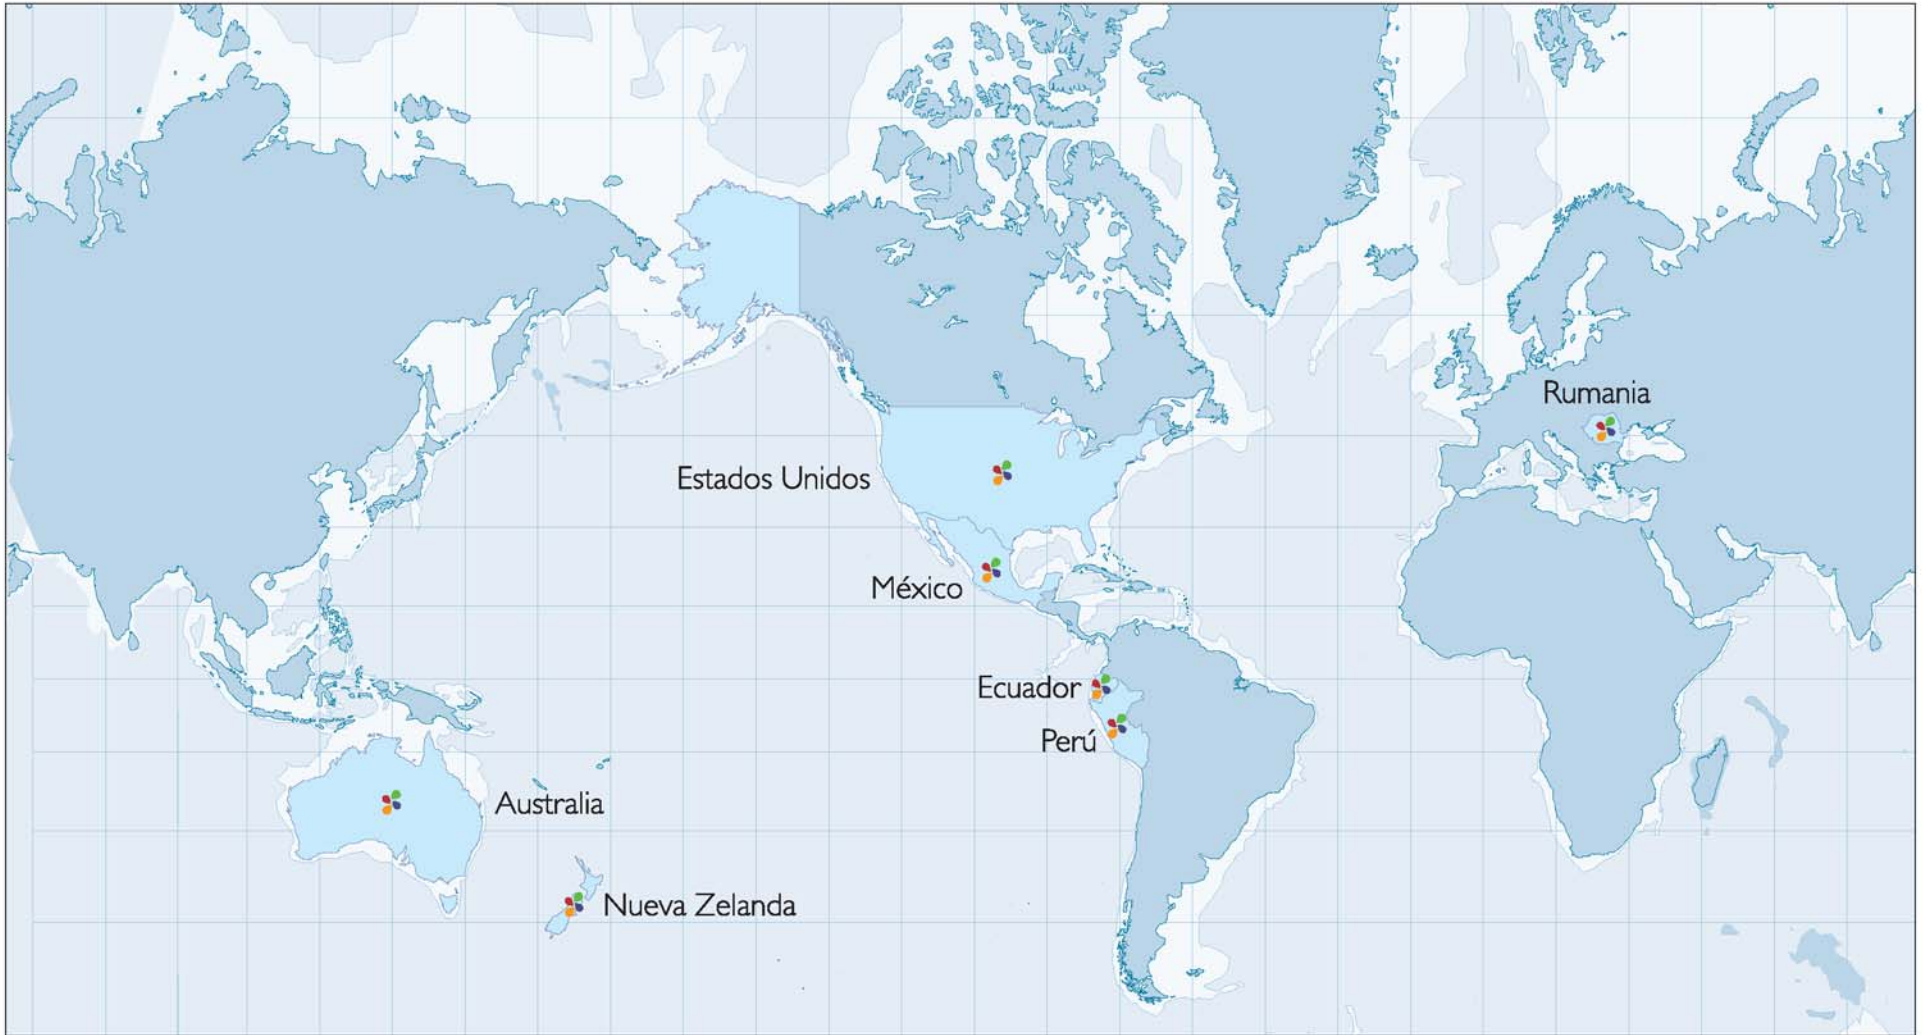 Rumania
Estados Unidos
México
Ecuador
Perú
Australia
Nueva Zelanda